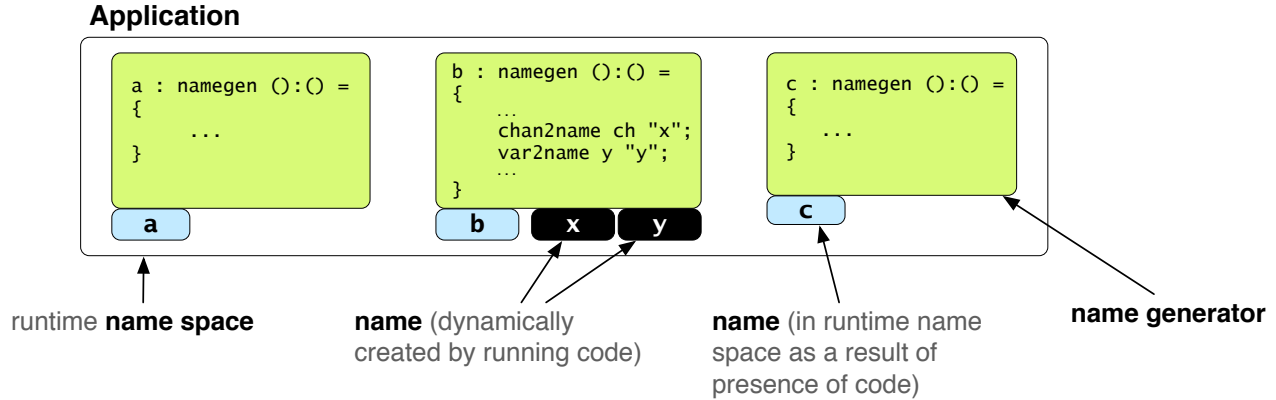 Application
a : namegen ():() =
{
...
}
a
b : namegen ():() =
{
...
chan2name ch "x";
var2name y "y";
...
}
b
x
y
c : namegen ():() =
{
...
}
c
runtime name space
name (dynamically
created by running code)
name (in runtime name
space as a result of
presence of code)
name generator